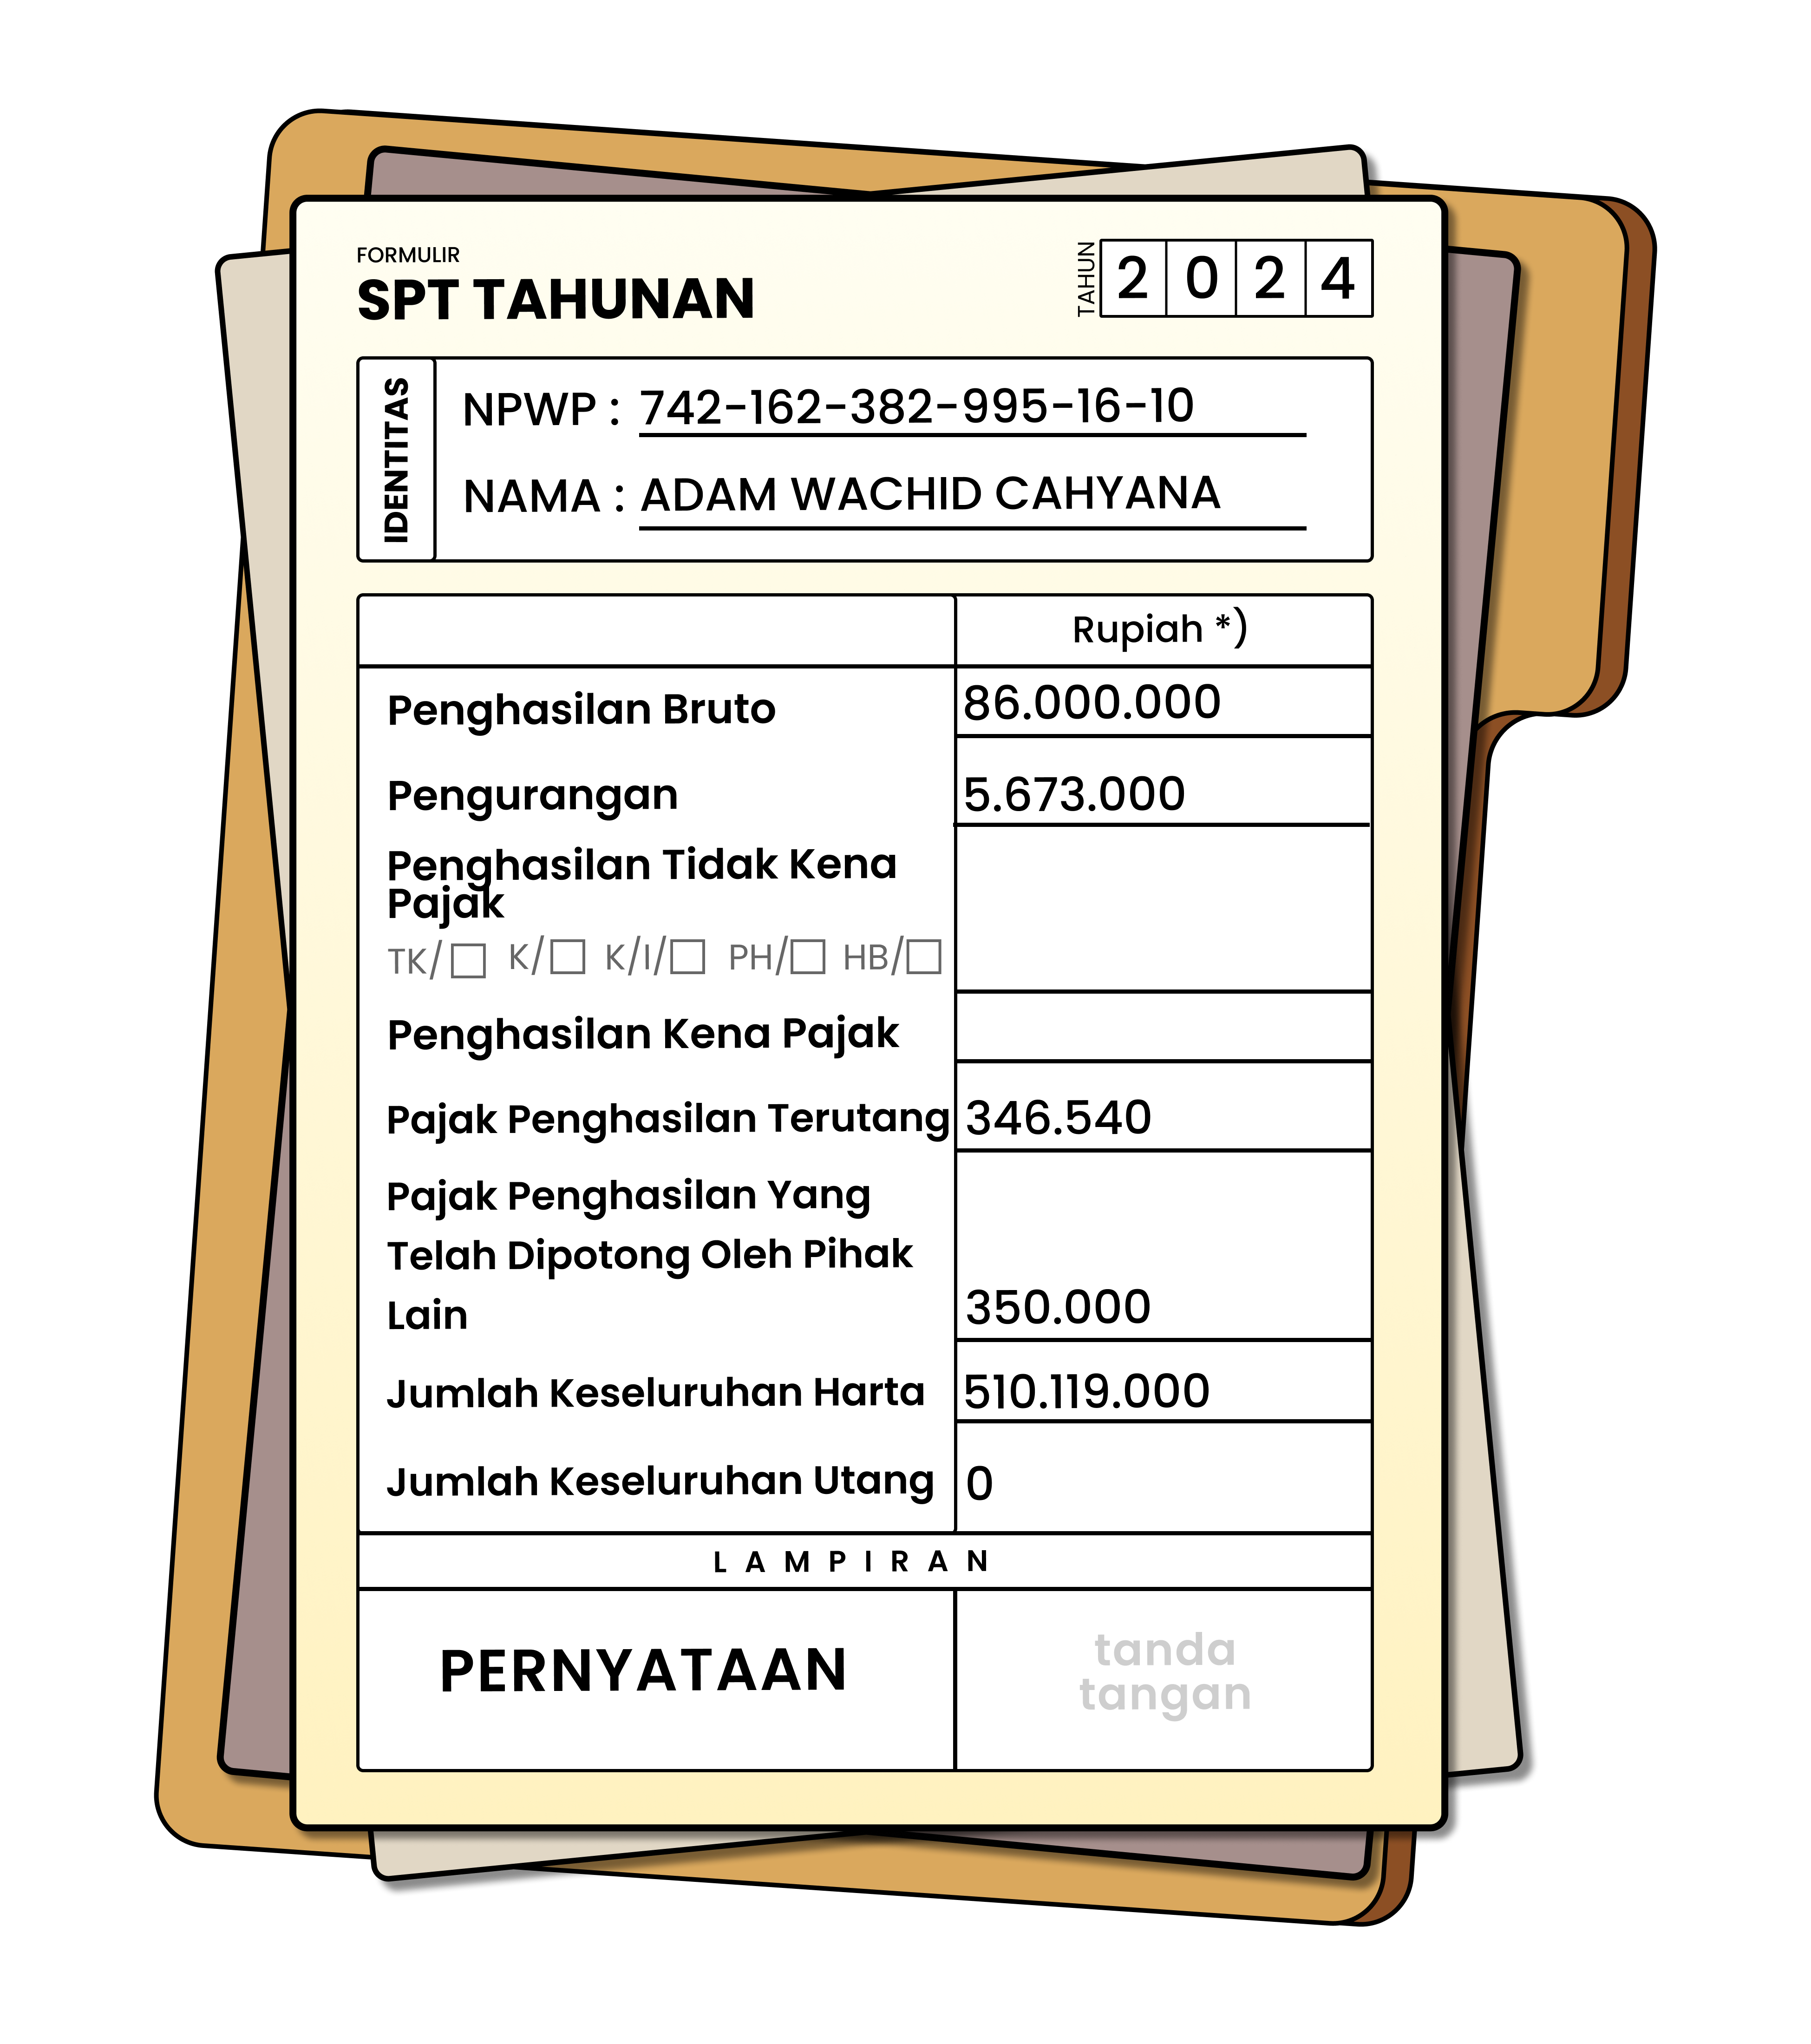 FORMULIR
SPT TAHUNAN
TAHUN
2 0 2 4
IDENTITAS
NPWP : 742-162-382-995-16-10
NAMA : ADAM WACHID CAHYANA
Rupiah *)
Penghasilan Bruto 86.000.000
Pengurangan 5.673.000
Penghasilan Tidak Kena
Pajak
TK/ K/ K/I/ PH/ HB/
Penghasilan Kena Pajak
Pajak Penghasilan Terutang 346.540
Pajak Penghasilan Yang
Telah Dipotong Oleh Pihak
Lain 350.000
Jumlah Keseluruhan Harta 510.119.000
Jumlah Keseluruhan Utang 0
LAMPIRAN
PERNYATAAN
tanda
tangan